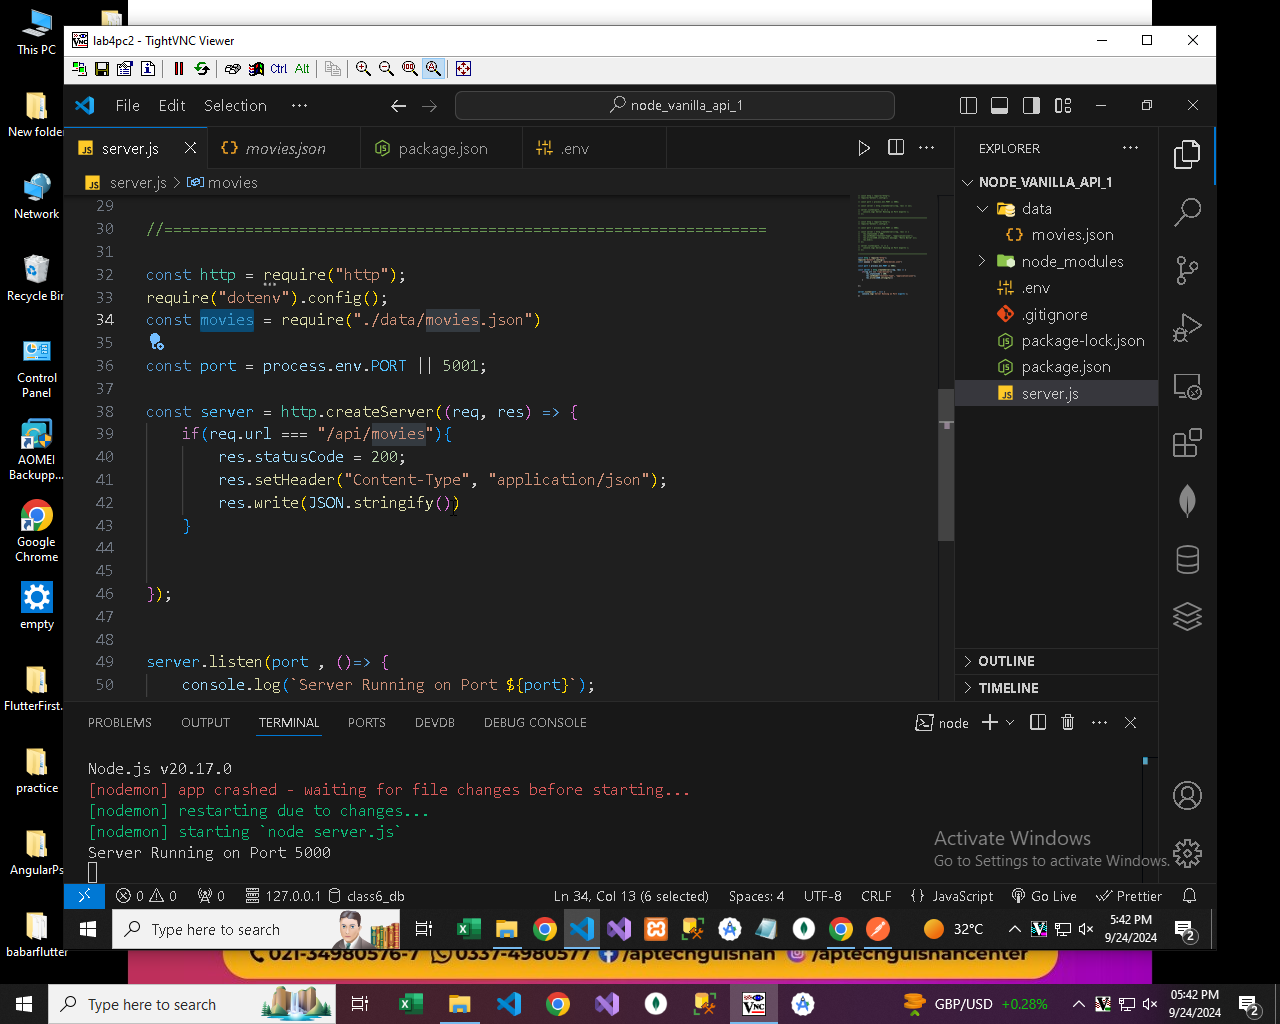 This PC
New folder
Network
Recycle Bin
Control
Panel
AOMEI
Backupp...
Google
Chrome
empty
FlutterFirst.
practice
AngularPs
babarflutter
lab4pc2 - TightVNC Viewer
Ctrl Alt
File Edit Selection ···
node_vanilla_api_1
server.js
movies.json
package.json
.env
server.js > movies
29
30 //===================================================================
31
32 const http = require("http");
33 require("dotenv").config();
34 const movies = require("./data/movies.json")
35
36 const port = process.env.PORT || 5001;
37
38 const server = http.createServer((req, res) => {
39 if(req.url === "/api/movies"){
40 res.statusCode = 200;
41 res.setHeader("Content-Type", "application/json");
42 res.write(JSON.stringify())
43 }
44
45
46 });
47
48
49 server.listen(port , ()=> {
50 console.log(`Server Running on Port ${port}`);
EXPLORER
NODE_VANILLA_API_1
data
movies.json
node_modules
.env
.gitignore
package-lock.json
package.json
server.js
OUTLINE
TIMELINE
PROBLEMS OUTPUT TERMINAL PORTS DEVDB DEBUG CONSOLE
node
Node.js v20.17.0
[nodemon] app crashed - waiting for file changes before starting...
[nodemon] restarting due to changes...
[nodemon] starting `node server.js`
Server Running on Port 5000
Activate Windows
Go to Settings to activate Windows.
0 0 0 127.0.0.1 class6_db
Ln 34, Col 13 (6 selected) Spaces: 4 UTF-8 CRLF {} JavaScript Go Live Prettier
Type here to search
32°C
5:42 PM
9/24/2024
2
021-34980576-7 0337-4980577 /aptechgulshan /aptechgulshancenter
Type here to search
GBP/USD +0.28%
05:42 PM
9/24/2024
2